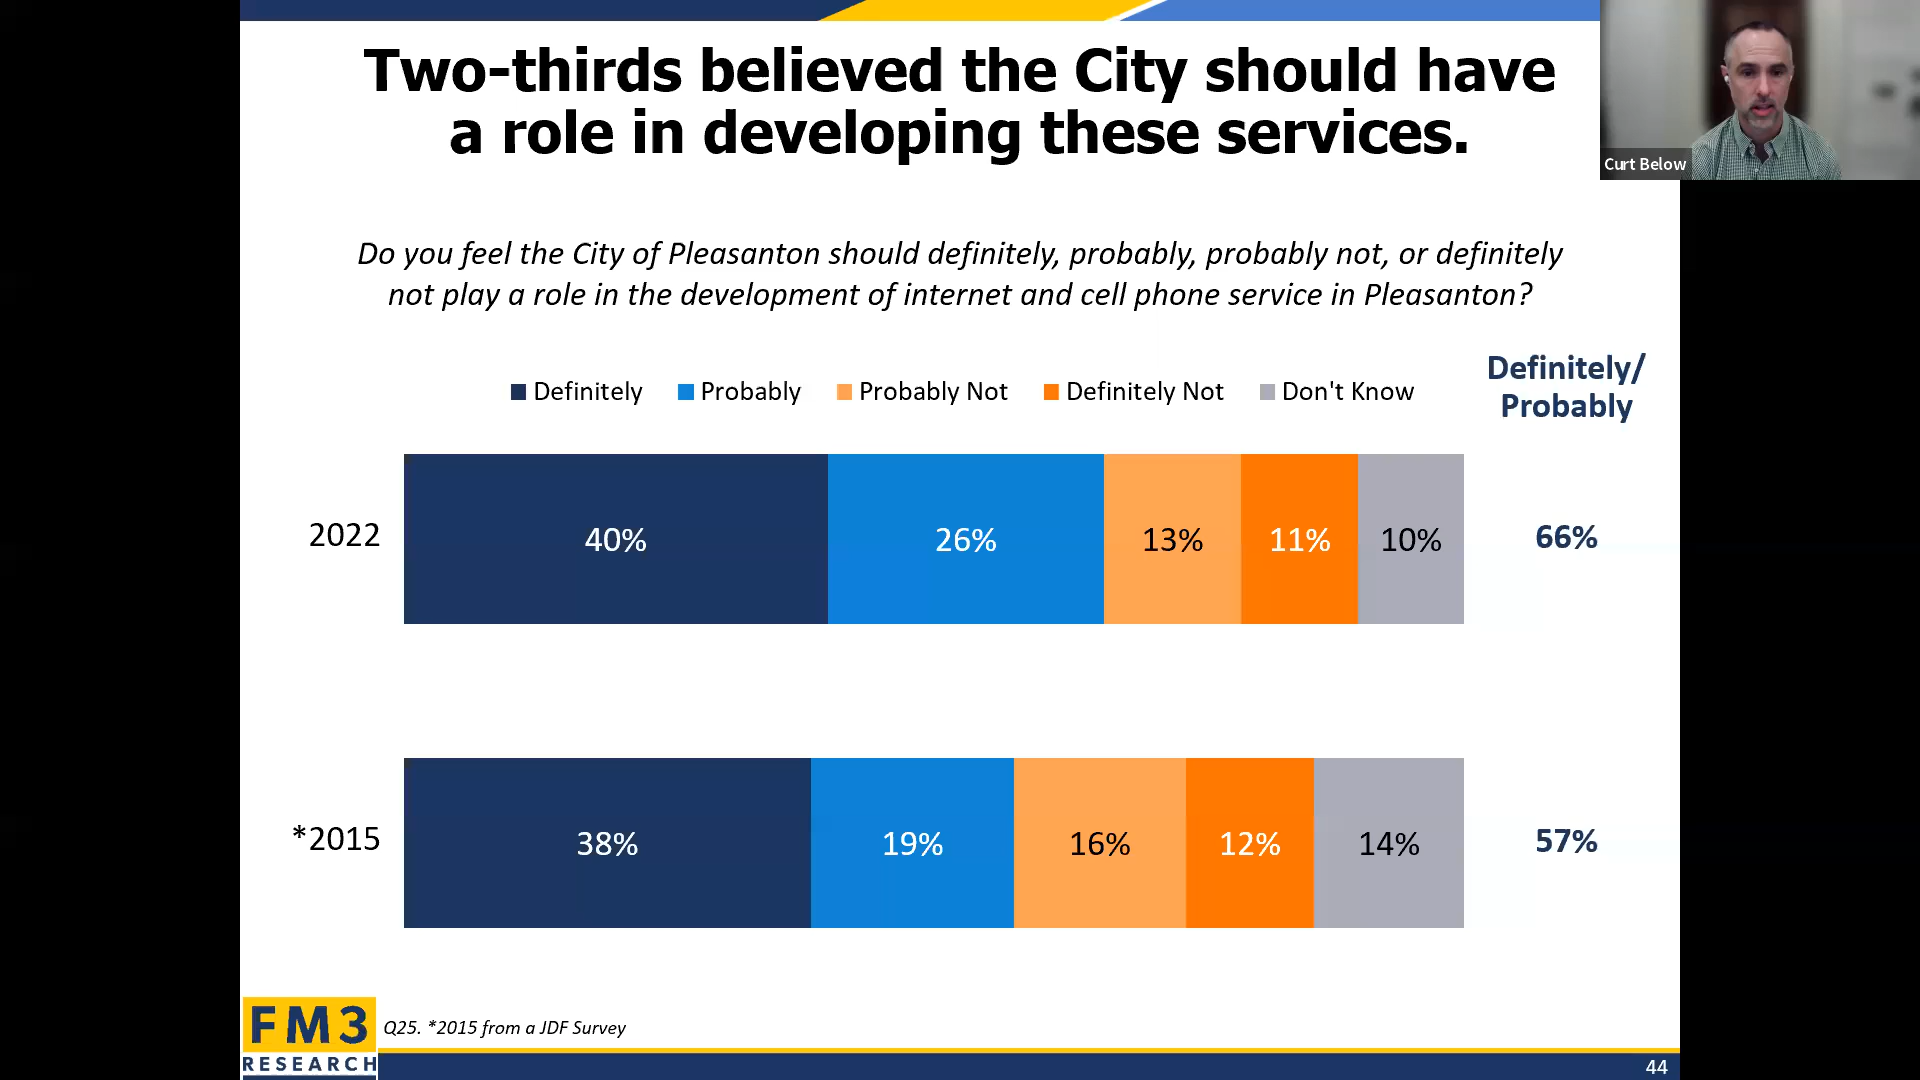 Two-thirds believed the City should have
a role in developing these services.
Curt Below
Do you feel the City of Pleasanton should definitely, probably, probably not, or definitely
not play a role in the development of internet and cell phone service in Pleasanton?
Definitely Probably Probably Not Definitely Not Don't Know
Definitely/
Probably
2022 40% 26% 13% 11% 10% 66%
*2015 38% 19% 16% 12% 14% 57%
FM3
RESEARCH
Q25. *2015 from a JDF Survey
44